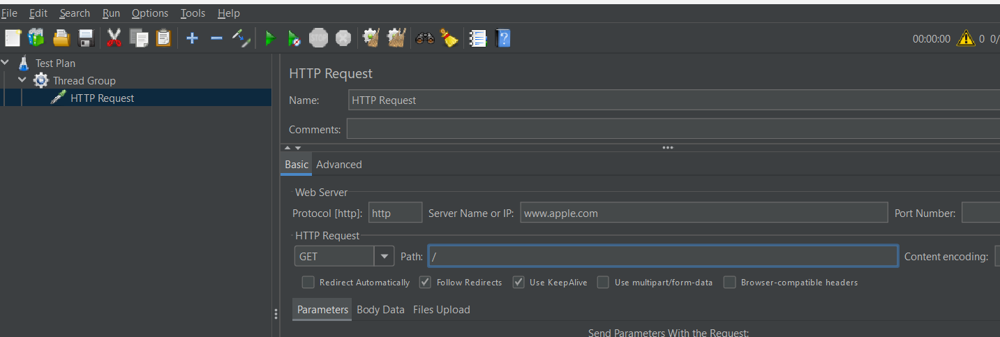 File Edit Search Run Options Tools Help
00:00:00 0 0/
Test Plan
Thread Group
HTTP Request
HTTP Request
Name: HTTP Request
Comments:
Basic Advanced
Web Server
Protocol [http]: http Server Name or IP: www.apple.com Port Number:
HTTP Request
GET Path: / Content encoding:
Redirect Automatically Follow Redirects Use KeepAlive Use multipart/form-data Browser-compatible headers
Parameters Body Data Files Upload
Send Parameters With the Request: